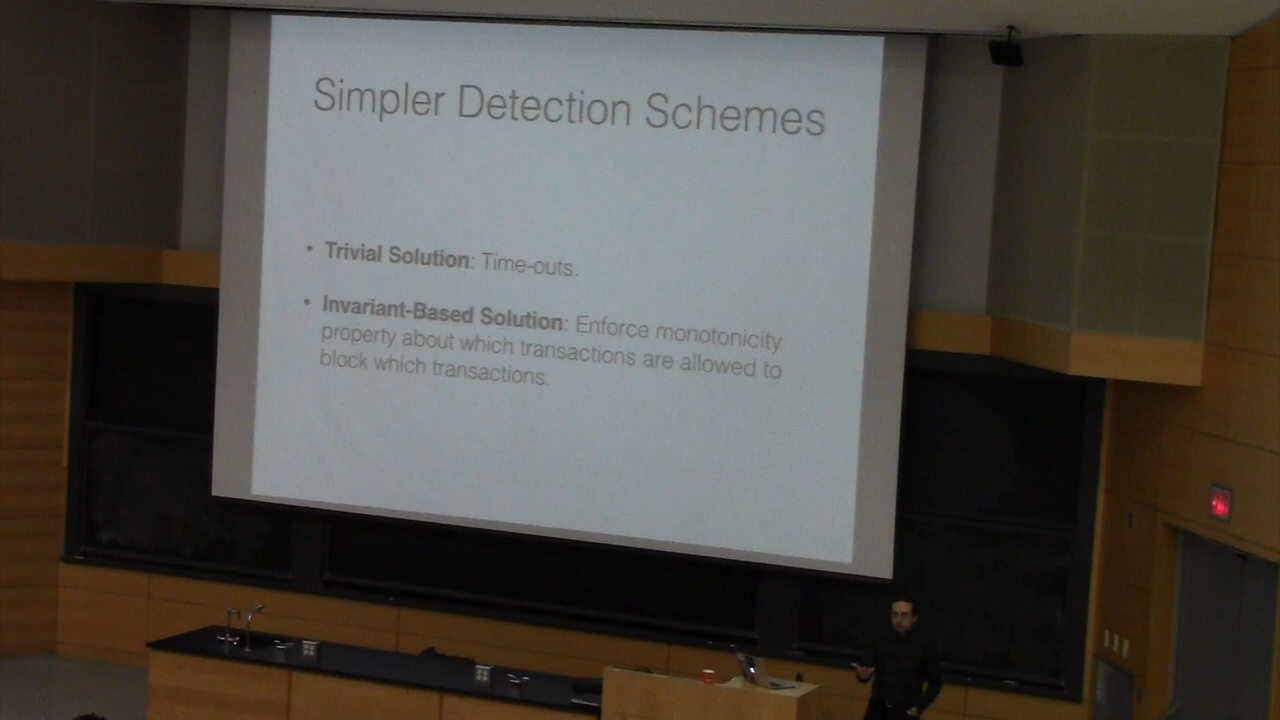 Simpler Detection Schemes
• Trivial Solution: Time-outs.
• Invariant-Based Solution: Enforce monotonicity
property about which transactions are allowed to
block which transactions.